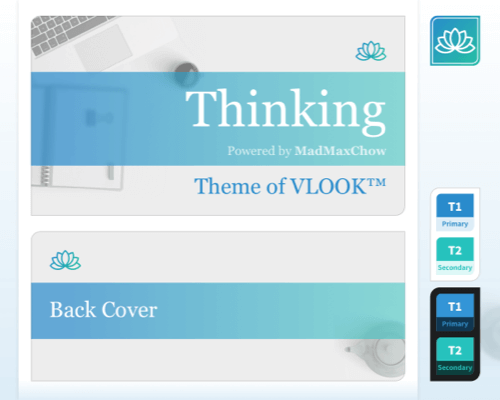 Thinking
Powered by MadMaxChow
Theme of VLOOK™
Back Cover
T1
Primary
T2
Secondary
T1
Primary
T2
Secondary